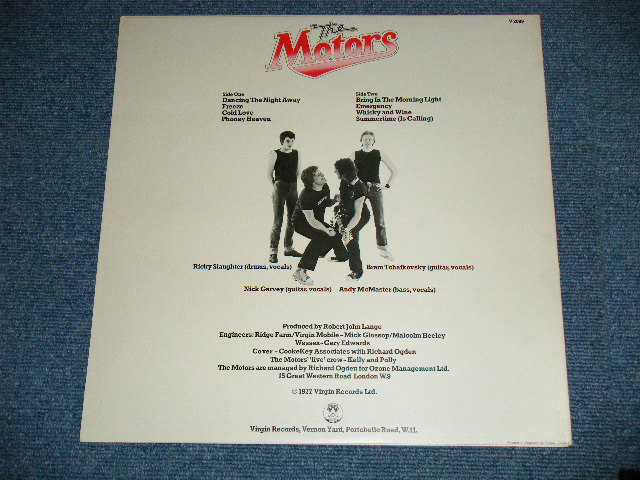 V 2089
The
Motors
Side One
Dancing The Night Away
Freeze
Cold Love
Phoney Heaven
Side Two
Bring In The Morning Light
Emergency
Whisky and Wine
Summertime (Is Calling)
Ricky Slaughter (drums, vocals)
Bram Tchaikovsky (guitar, vocals)
Nick Garvey (guitar, vocals)
Andy McMaster (bass, vocals)
Produced by Robert John Lange
Engineers: Ridge Farm/Virgin Mobile – Mick Glossop/Malcolm Heeley
Wessex – Gary Edwards
Cover – CookeKey Associates with Richard Ogden
The Motors' 'live' crew – Kelly and Polly
The Motors are managed by Richard Ogden for Ozone Management Ltd.
15 Great Western Road London W.9
© 1977 Virgin Records Ltd.
Virgin Records, Vernon Yard, Portobello Road, W.11.